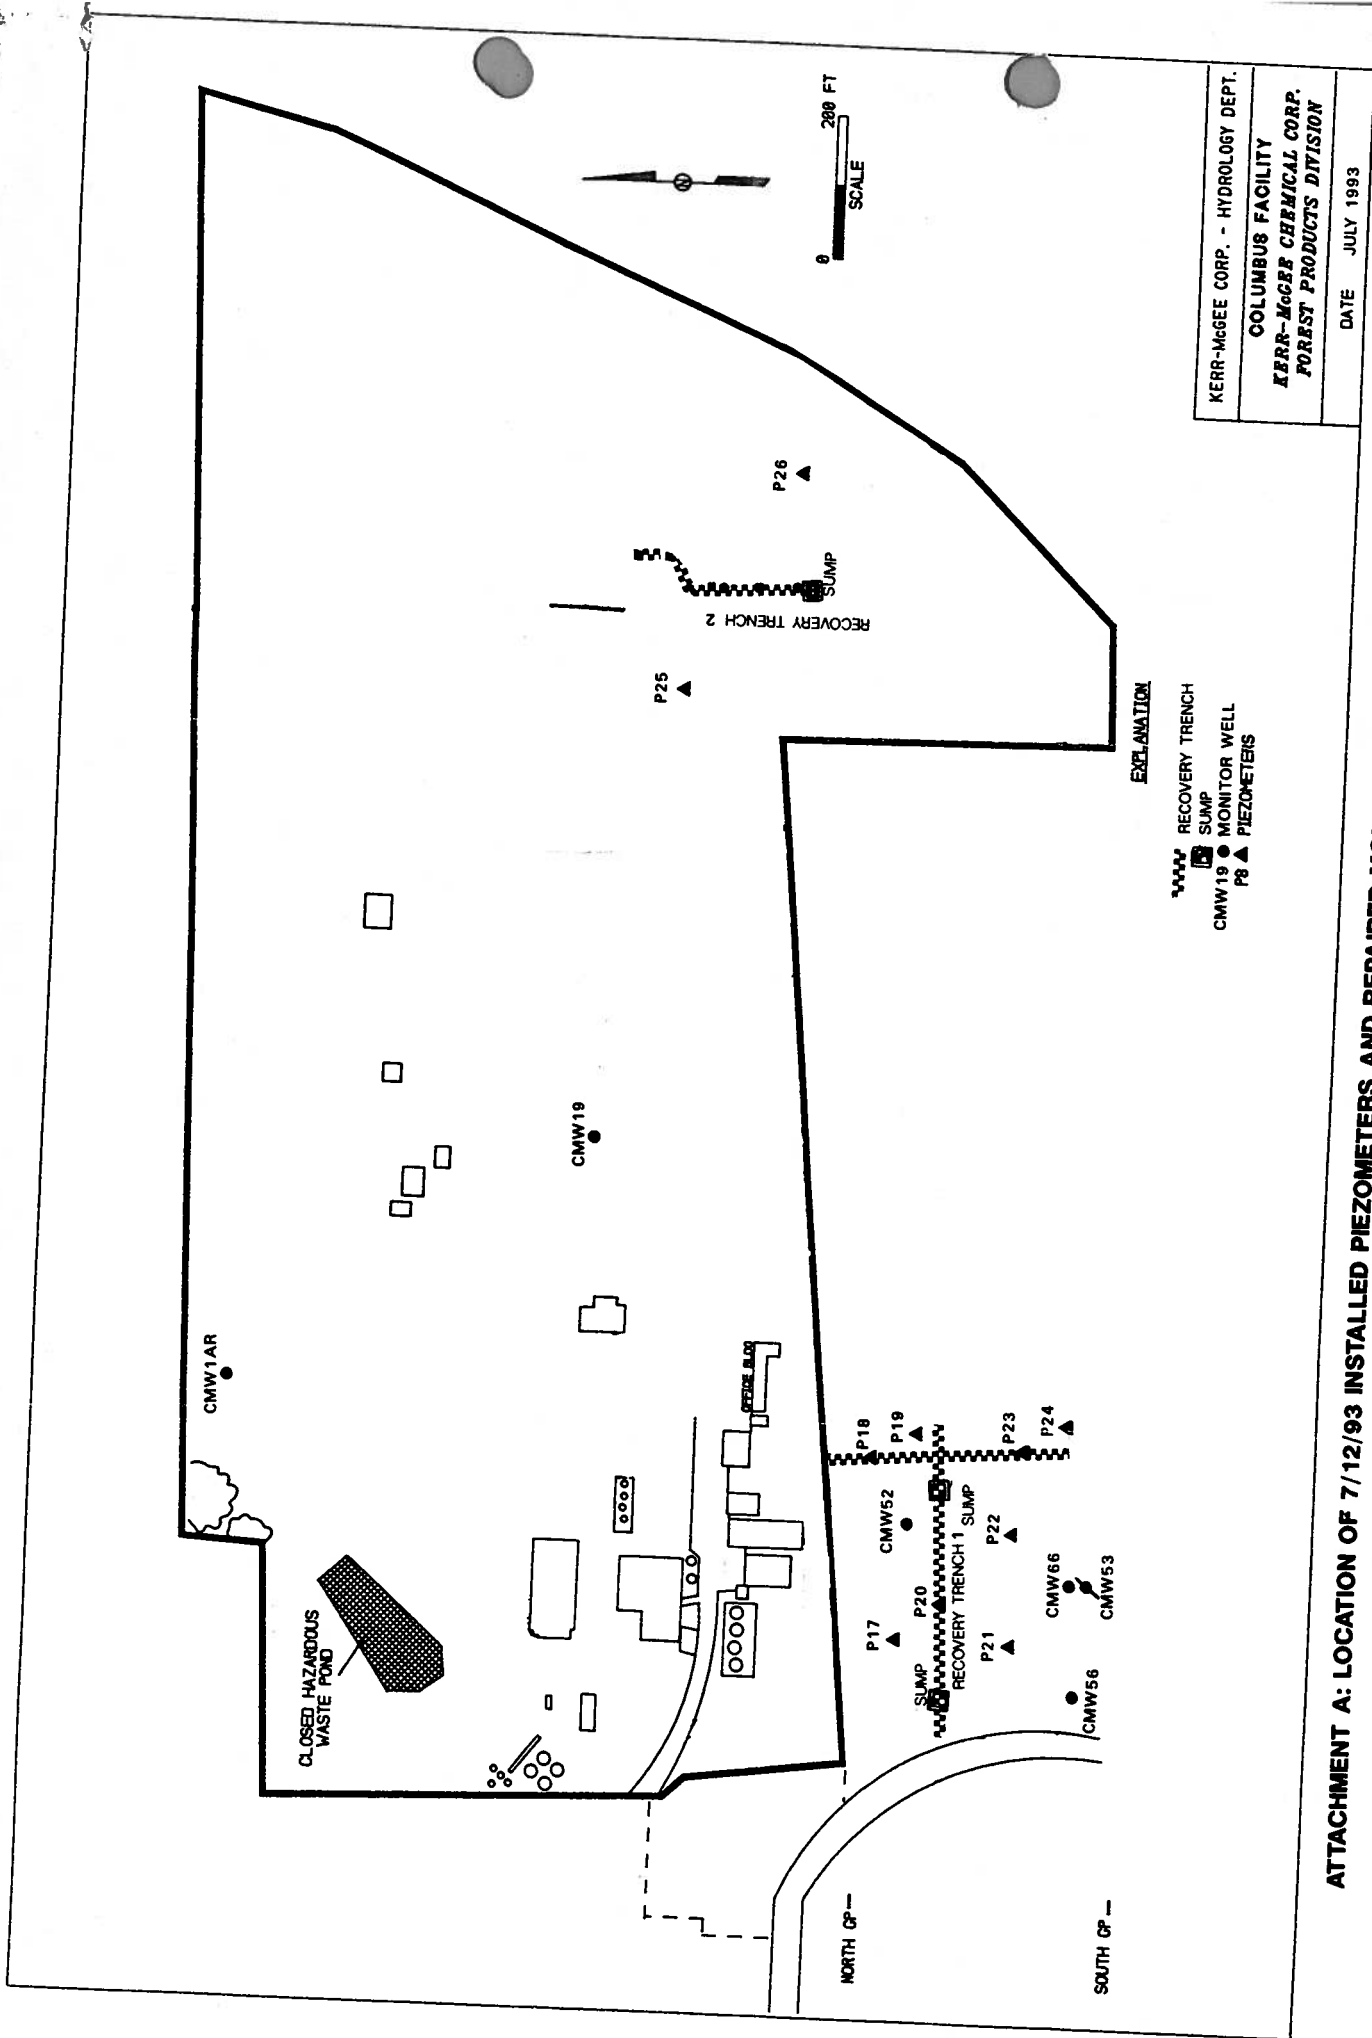 CMW1AR
CLOSED HAZARDOUS
WASTE POND
CMW19
OFFICE BLDG
P25
RECOVERY TRENCH 2
SUMP
P26
0
200 FT
SCALE
N
P17
P20
CMW52
P18
P19
SUMP
RECOVERY TRENCH 1
SUMP
P21
P22
P23
P24
CMW66
CMW53
CMW56
NORTH GP
SOUTH GP
EXPLANATION
RECOVERY TRENCH
SUMP
CMW19 MONITOR WELL
P8 PIEZOMETERS
KERR-McGEE CORP. - HYDROLOGY DEPT.
COLUMBUS FACILITY
KERR-McGEE CHEMICAL CORP.
FOREST PRODUCTS DIVISION
DATE JULY 1993
ATTACHMENT A: LOCATION OF 7/12/93 INSTALLED PIEZOMETERS AND REPAIRED